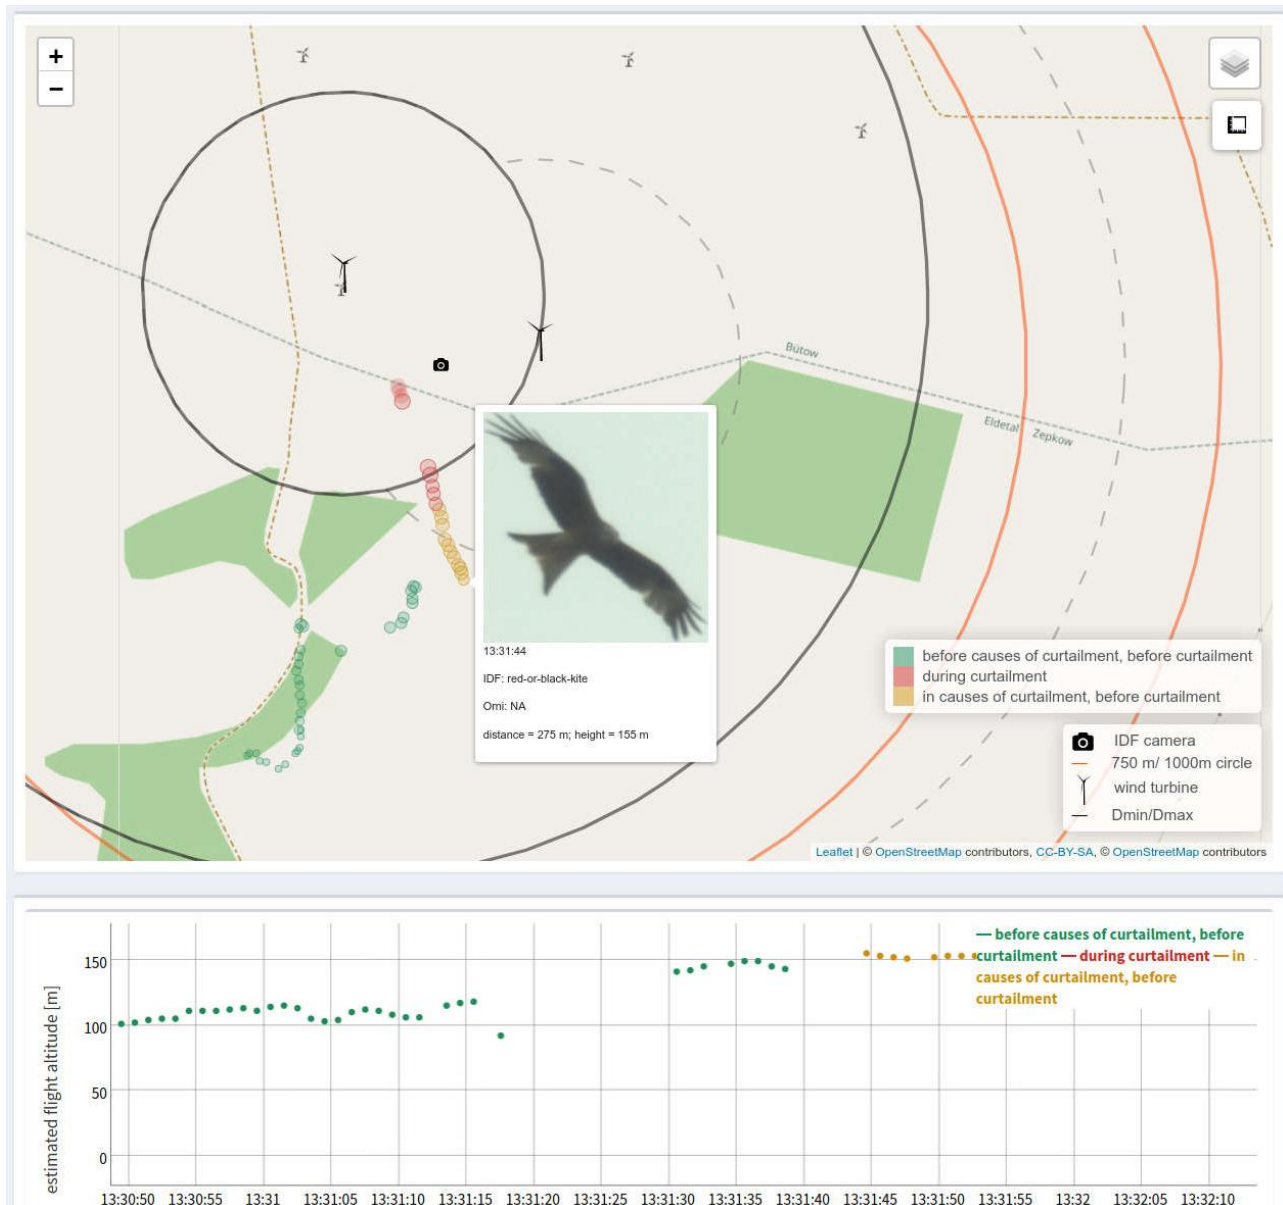 +
−
Bütow
Eldetal
Zepkow
13:31:44
IDF: red-or-black-kite
Omi: NA
distance = 275 m; height = 155 m
before causes of curtailment, before curtailment
during curtailment
in causes of curtailment, before curtailment
IDF camera
750 m/ 1000m circle
wind turbine
Dmin/Dmax
Leaflet | © OpenStreetMap contributors, CC-BY-SA, © OpenStreetMap contributors
— before causes of curtailment, before
curtailment — during curtailment — in
causes of curtailment, before
curtailment
estimated flight altitude [m]
150
100
50
0
13:30:50 13:30:55 13:31 13:31:05 13:31:10 13:31:15 13:31:20 13:31:25 13:31:30 13:31:35 13:31:40 13:31:45 13:31:50 13:31:55 13:32 13:32:05 13:32:10